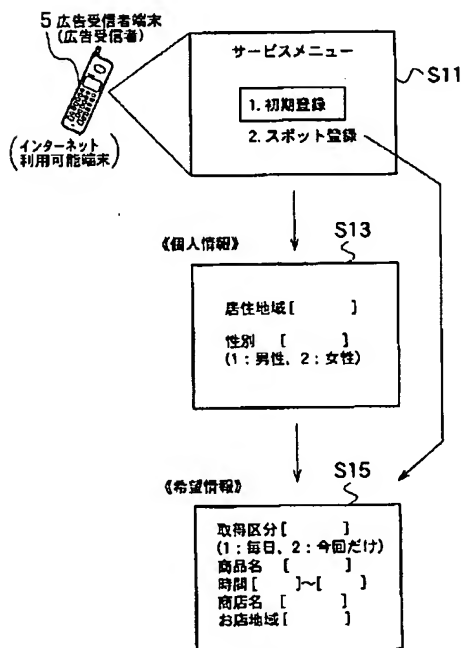 5 広告受信者端末
(広告受信者)
(インターネット
利用可能端末)
サービスメニュー
S11
1. 初期登録
2. スポット登録
《個人情報》
S13
居住地域[ ]
性別 [ ]
(1:男性、2:女性)
《希望情報》
S15
取得区分[ ]
(1:毎日、2:今回だけ)
商品名 [ ]
時間[ ]~[ ]
商店名 [ ]
お店地域[ ]